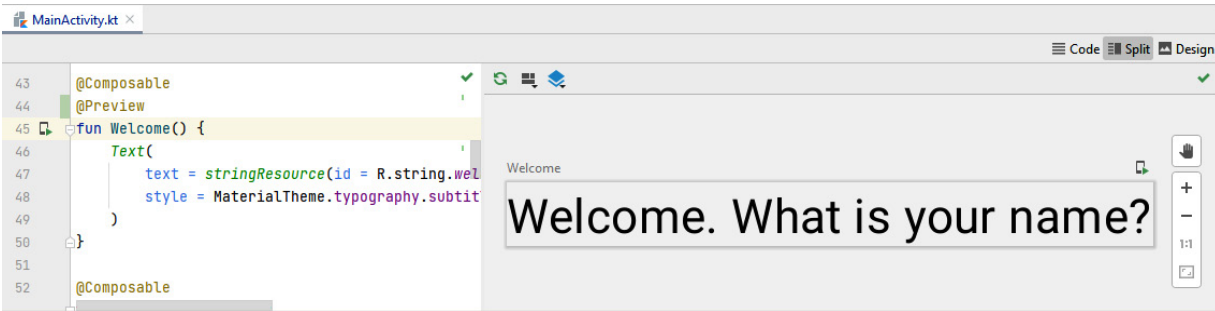 MainActivity.kt
Code Split Design
43 @Composable
44 @Preview
45 fun Welcome() {
46 Text(
47 text = stringResource(id = R.string.wel
48 style = MaterialTheme.typography.subtit
49 )
50 }
51
52 @Composable
Welcome
Welcome. What is your name?
+
−
1:1